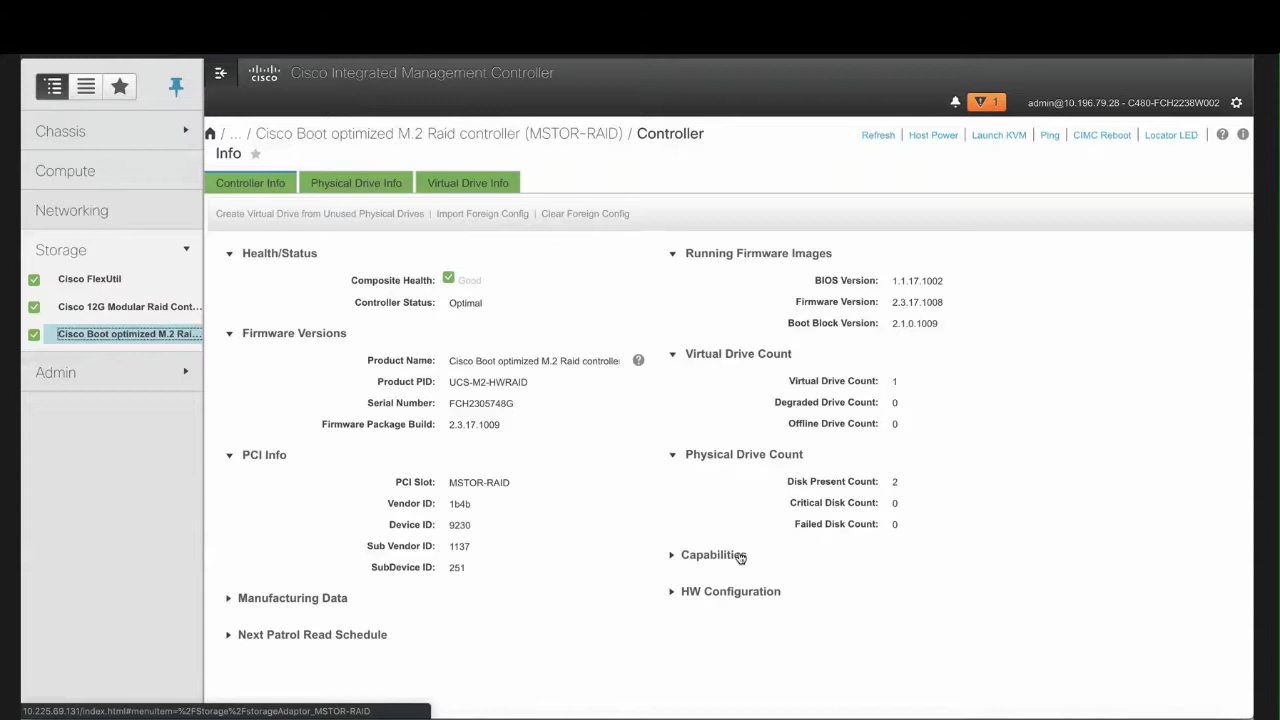 cisco Cisco Integrated Management Controller
1 admin@10.196.79.28 - C480-FCH2238W002
/ ... / Cisco Boot optimized M.2 Raid controller (MSTOR-RAID) / Controller
Info
Refresh | Host Power | Launch KVM | Ping | CIMC Reboot | Locator LED | ? i
Chassis
Compute
Networking
Storage
Cisco FlexUtil
Cisco 12G Modular Raid Cont...
Cisco Boot optimized M.2 Rai...
Admin
Controller Info Physical Drive Info Virtual Drive Info
Create Virtual Drive from Unused Physical Drives | Import Foreign Config | Clear Foreign Config
Health/Status
Composite Health: Good
Controller Status: Optimal
Firmware Versions
Product Name: Cisco Boot optimized M.2 Raid controlle ?
Product PID: UCS-M2-HWRAID
Serial Number: FCH2305748G
Firmware Package Build: 2.3.17.1009
PCI Info
PCI Slot: MSTOR-RAID
Vendor ID: 1b4b
Device ID: 9230
Sub Vendor ID: 1137
SubDevice ID: 251
Manufacturing Data
Next Patrol Read Schedule
Running Firmware Images
BIOS Version: 1.1.17.1002
Firmware Version: 2.3.17.1008
Boot Block Version: 2.1.0.1009
Virtual Drive Count
Virtual Drive Count: 1
Degraded Drive Count: 0
Offline Drive Count: 0
Physical Drive Count
Disk Present Count: 2
Critical Disk Count: 0
Failed Disk Count: 0
Capabilities
HW Configuration
10.225.69.131/index.html#menuItem=%2FStorage%2FstorageAdaptor_MSTOR-RAID